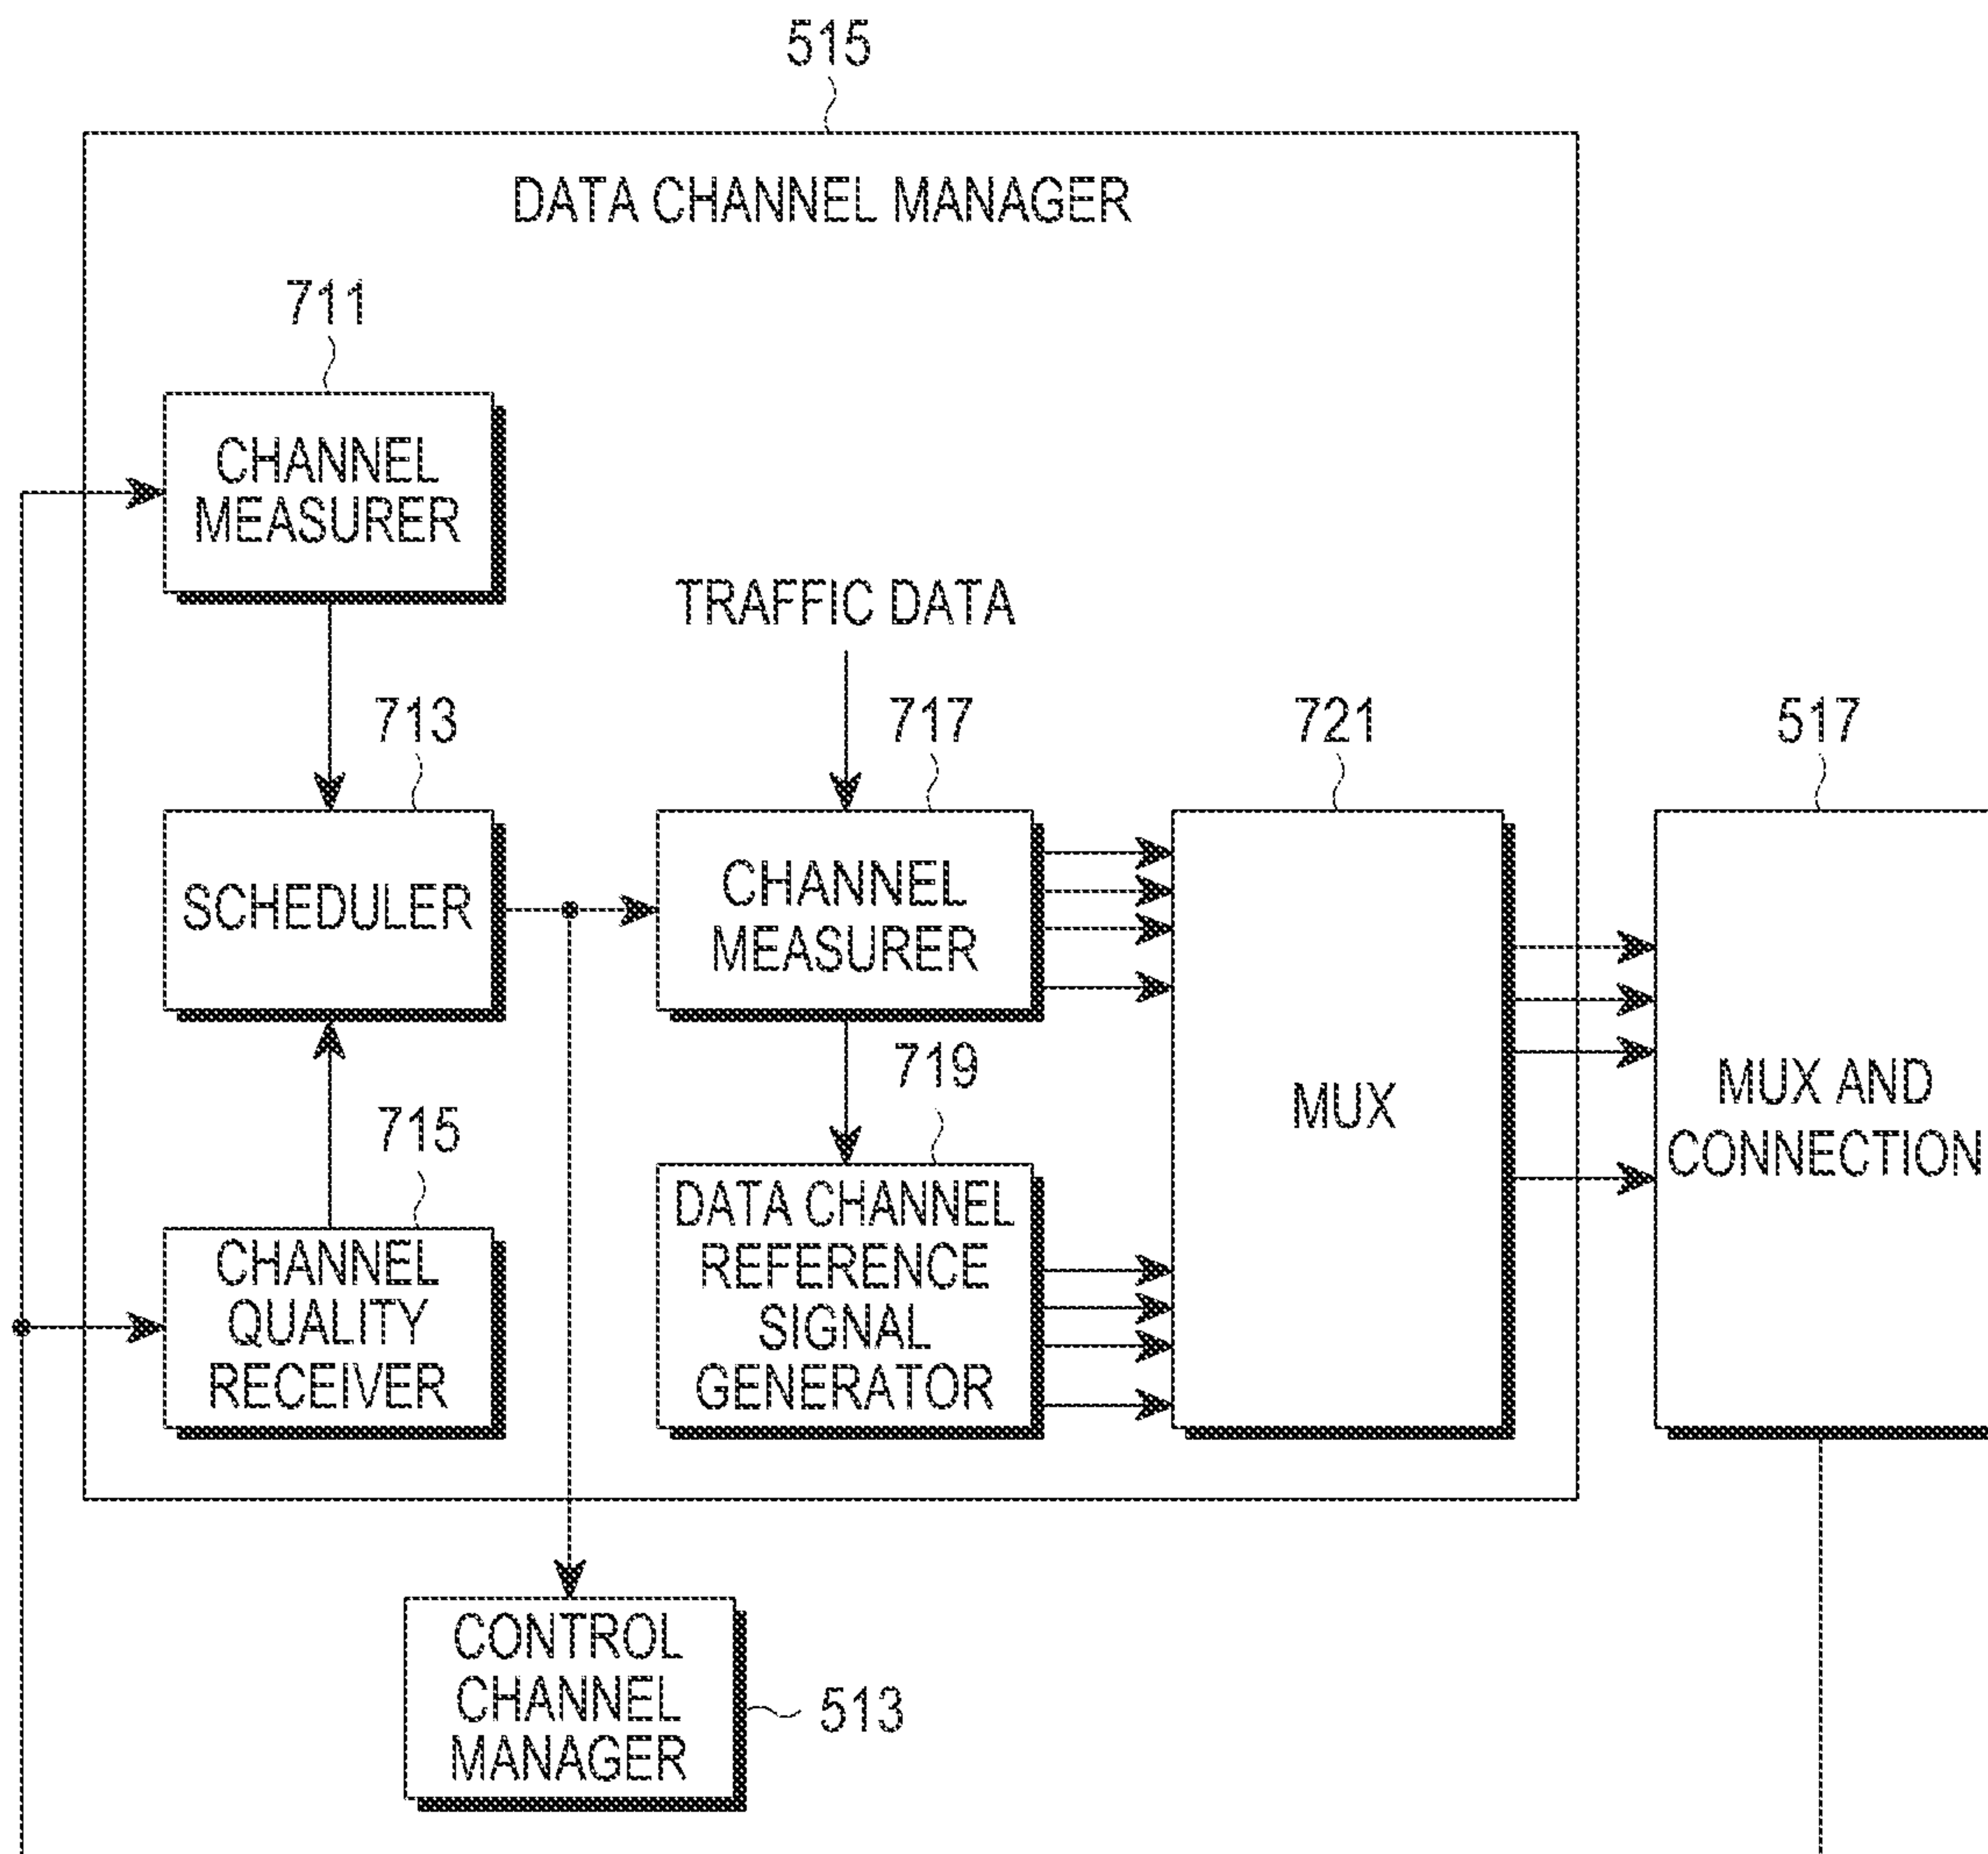 515
DATA CHANNEL MANAGER
711
CHANNEL
MEASURER
TRAFFIC DATA
713
717
721
517
SCHEDULER
CHANNEL
MEASURER
MUX
MUX AND
CONNECTION
715
719
CHANNEL
QUALITY
RECEIVER
DATA CHANNEL
REFERENCE
SIGNAL
GENERATOR
CONTROL
CHANNEL
MANAGER
513